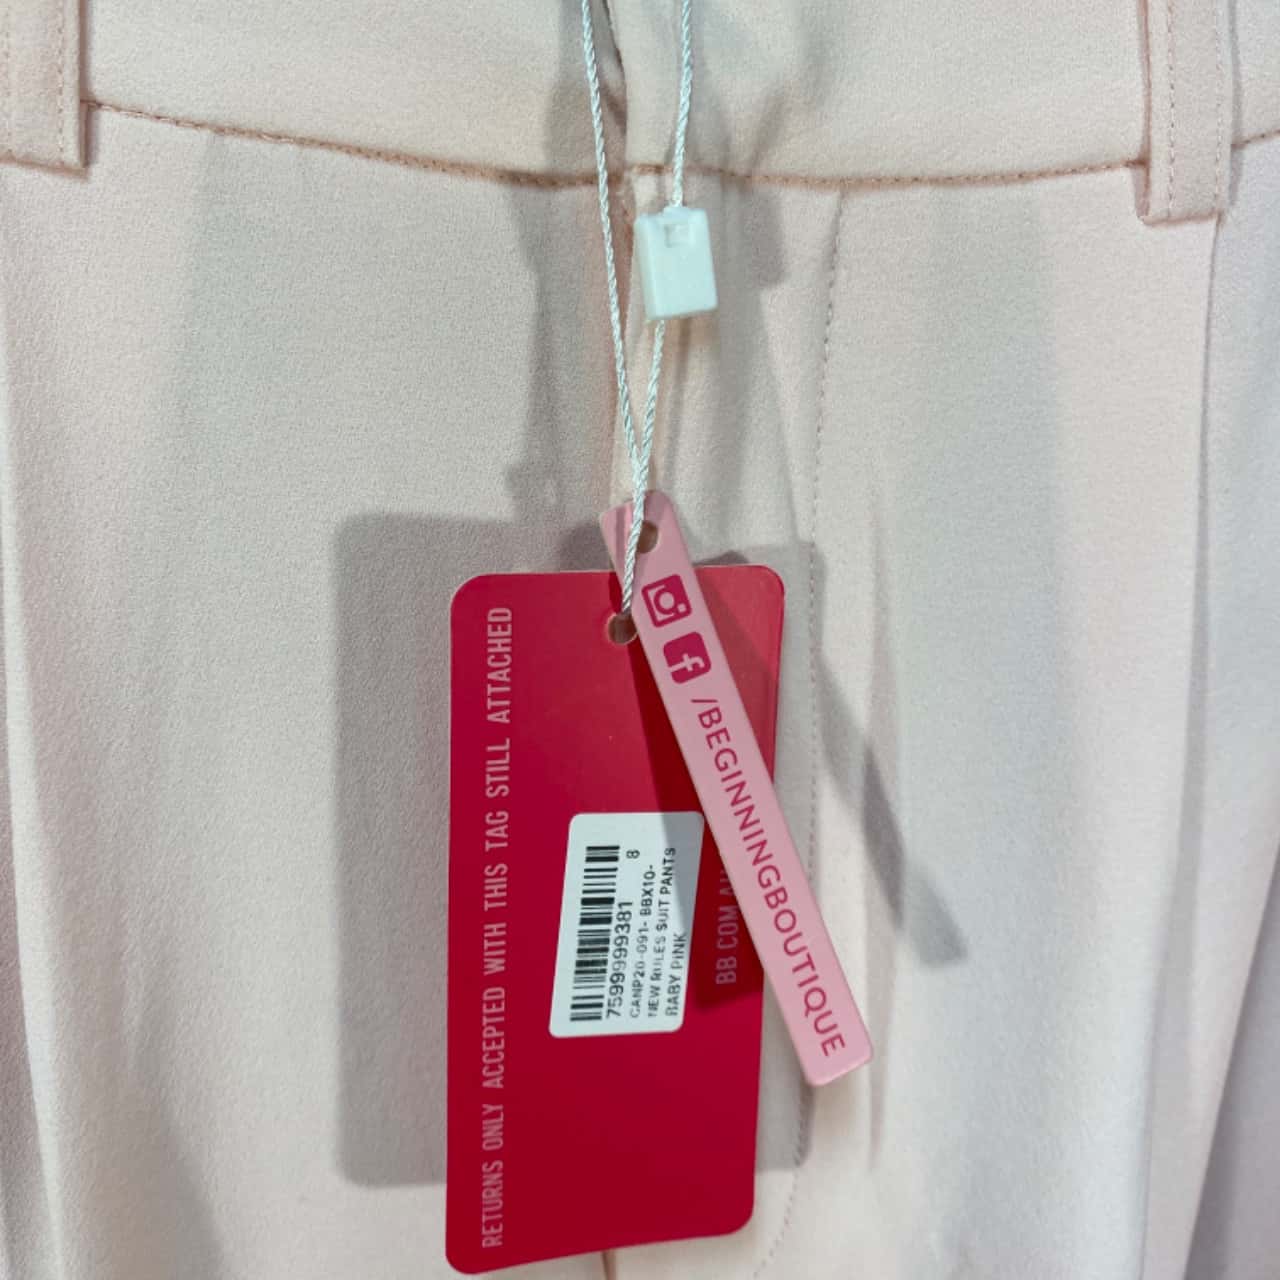 RETURNS ONLY ACCEPTED WITH THIS TAG STILL ATTACHED
/BEGINNINGBOUTIQUE
7599999381 8
CANP20-091- BBX10-
NEW RULES SUIT PANTS
BABY PINK
BB.COM.AU